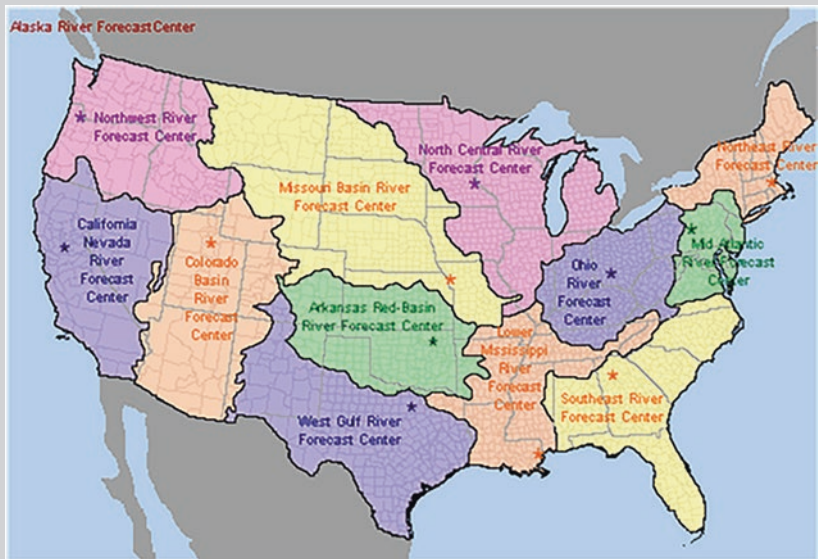 Alaska River Forecast Center
Northwest River
Forecast Center
North Central River
Forecast Center
Northeast River
Forecast Center
Missouri Basin River
Forecast Center
California
Nevada
River
Forecast
Center
Colorado
Basin
River
Forecast
Center
Mid Atlantic
River Forecast
Center
Ohio
River
Forecast
Center
Arkansas Red-Basin
River Forecast Center
Lower
Mississippi
River
Forecast
Center
Southeast River
Forecast Center
West Gulf River
Forecast Center